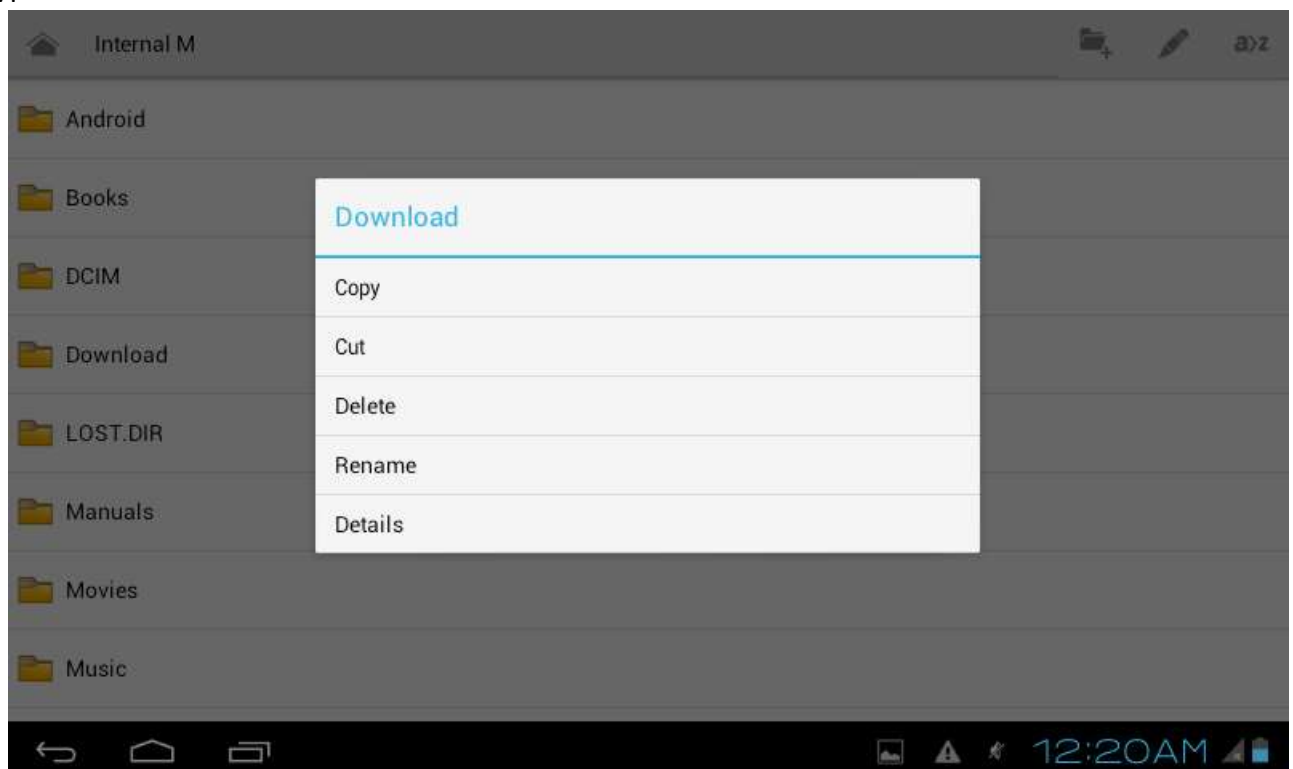 Internal M
a>z
Android
Books
DCIM
Download
LOST.DIR
Manuals
Movies
Music
Download
Copy
Cut
Delete
Rename
Details
12:20AM